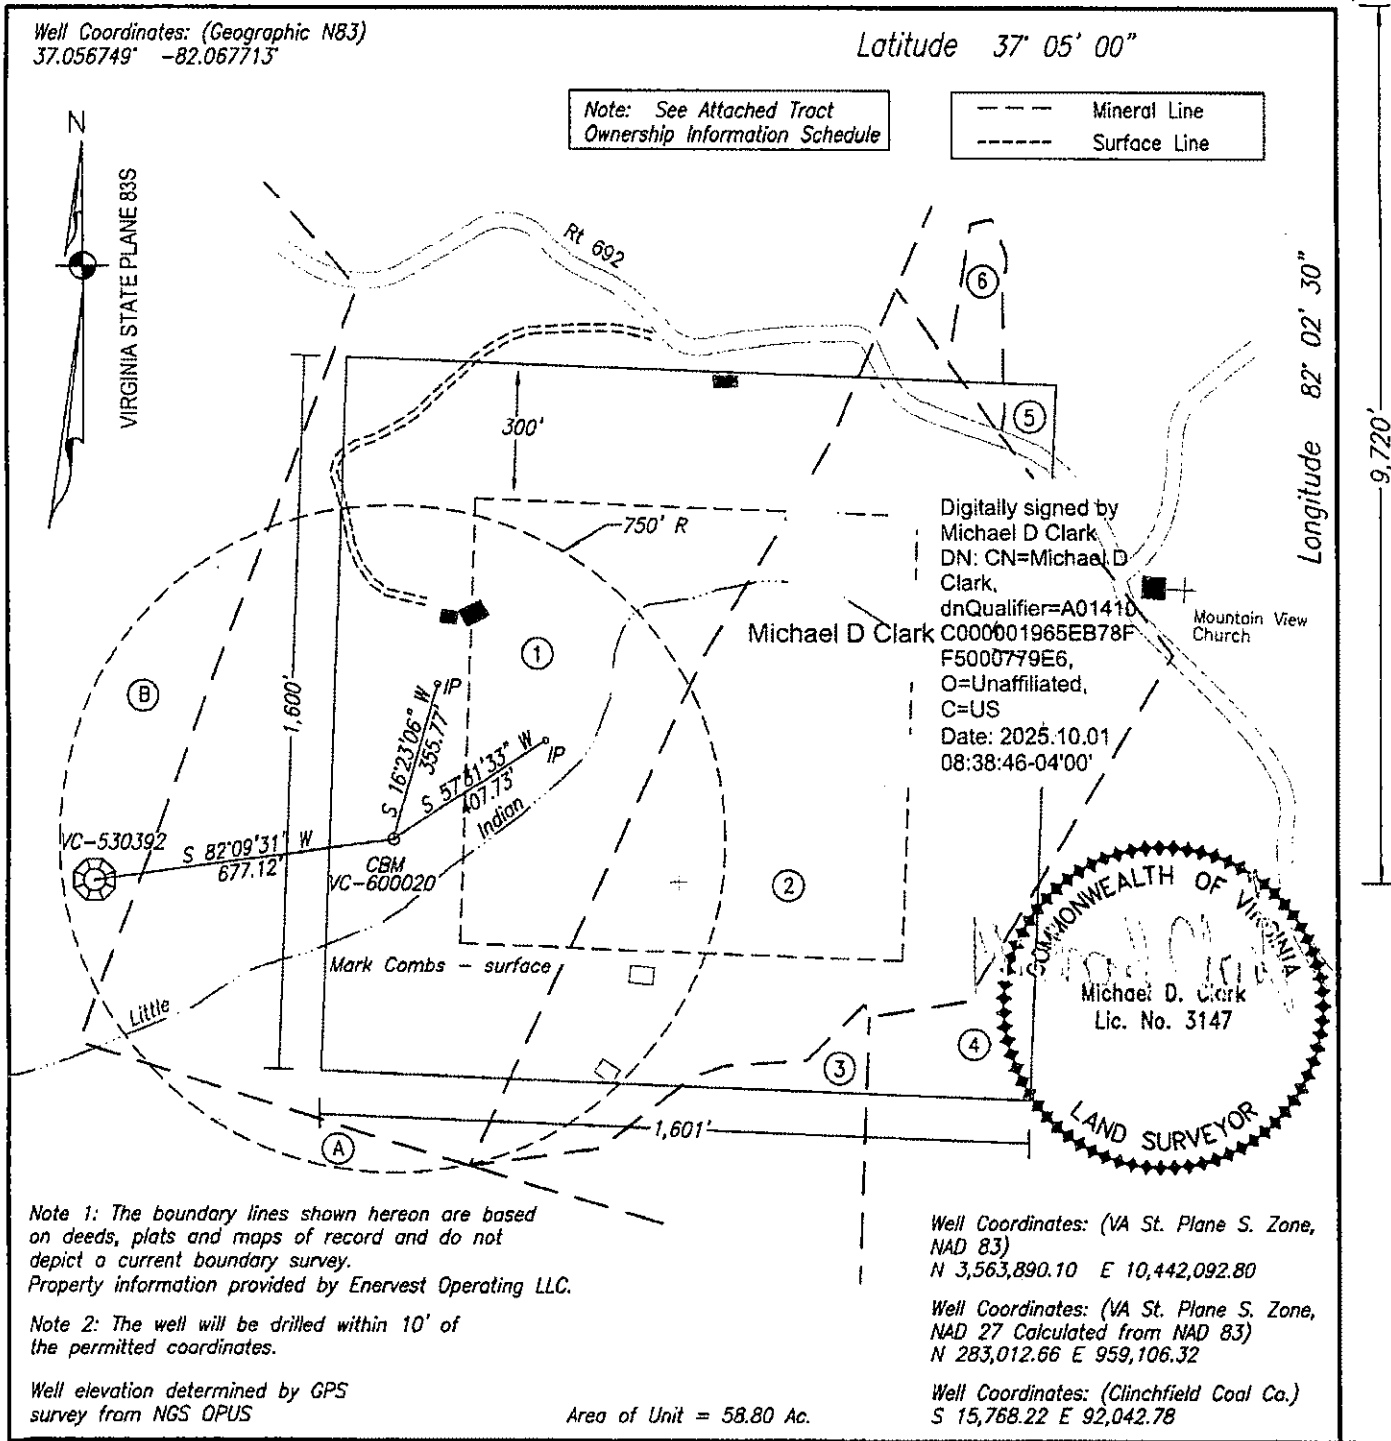 Well Coordinates: (Geographic N83)
37.056749° -82.067713°
Latitude 37° 05' 00"
Note: See Attached Tract
Ownership Information Schedule
Mineral Line
Surface Line
N
VIRGINIA STATE PLANE 83S
Rt 692
6
Longitude 82° 02' 30"
9,720'
5
300'
750' R
Digitally signed by
Michael D Clark
DN: CN=Michael D
Clark,
dnQualifier=A01410
C000001965EB78F
F5000779E6,
O=Unaffiliated,
C=US
Date: 2025.10.01
08:38:46-04'00'
Michael D Clark
Mountain View
Church
1
B
1,600'
IP
S 16°23'06" W
355.77'
IP
S 57°51'33" W
407.73'
Indian
VC-530392
S 82°09'31" W
677.12'
CBM
VC-600020
2
Mark Combs - surface
Little
3
4
COMMONWEALTH OF VIRGINIA
Michael D. Clark
Lic. No. 3147
LAND SURVEYOR
1,601'
A
Note 1: The boundary lines shown hereon are based
on deeds, plats and maps of record and do not
depict a current boundary survey.
Property information provided by Enervest Operating LLC.
Note 2: The well will be drilled within 10' of
the permitted coordinates.
Well elevation determined by GPS
survey from NGS OPUS
Area of Unit = 58.80 Ac.
Well Coordinates: (VA St. Plane S. Zone,
NAD 83)
N 3,563,890.10 E 10,442,092.80
Well Coordinates: (VA St. Plane S. Zone,
NAD 27 Calculated from NAD 83)
N 283,012.66 E 959,106.32
Well Coordinates: (Clinchfield Coal Co.)
S 15,768.22 E 92,042.78